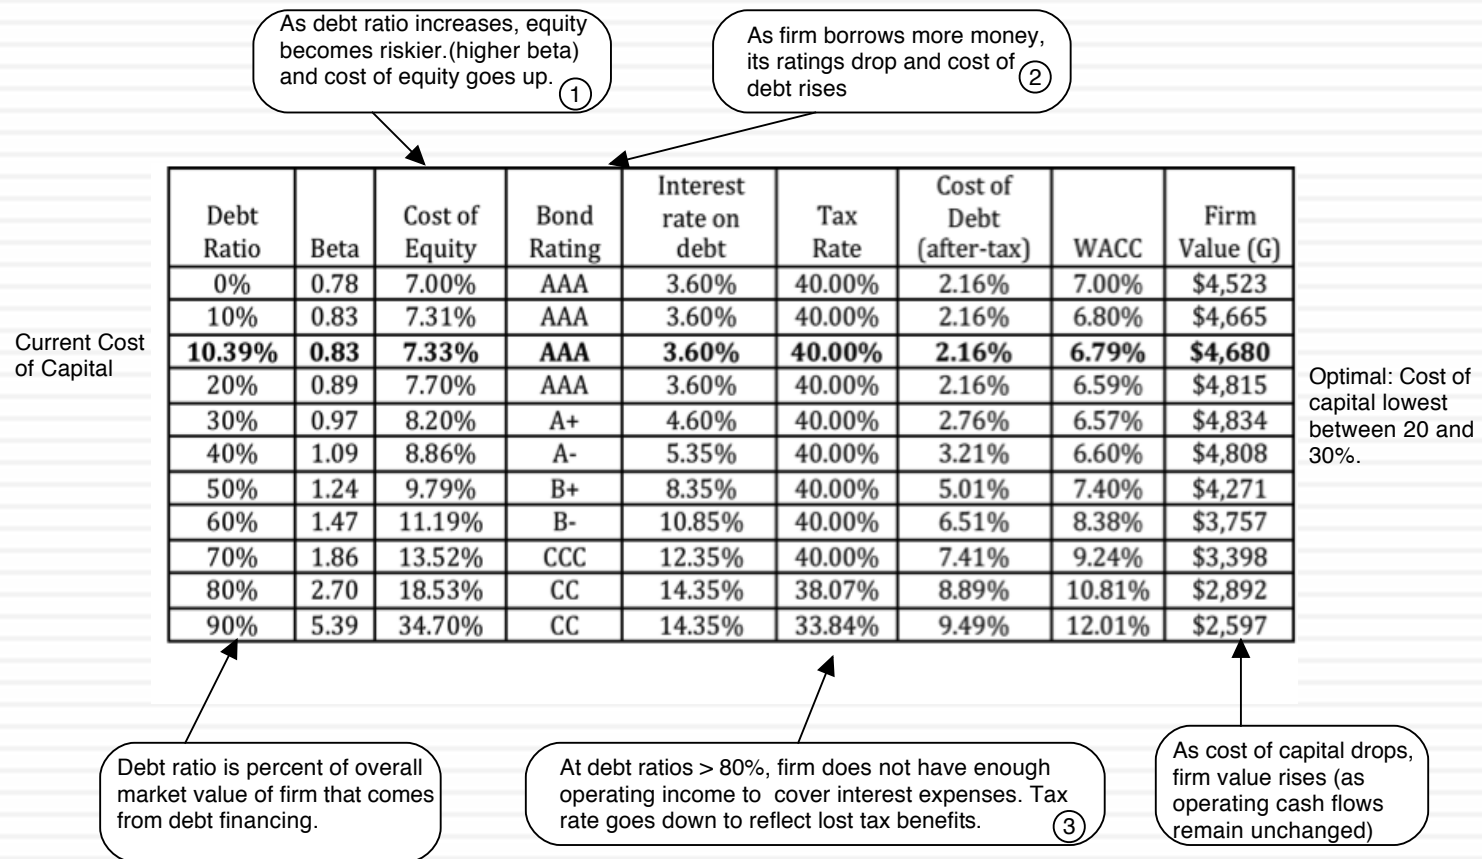 As debt ratio increases, equity
becomes riskier.(higher beta)
and cost of equity goes up.
1
As firm borrows more money,
its ratings drop and cost of
debt rises
2
Debt Ratio Beta Cost of Equity Bond Rating Interest rate on debt Tax Rate Cost of Debt (after-tax) WACC Firm Value (G)
0% 0.78 7.00% AAA 3.60% 40.00% 2.16% 7.00% $4,523
10% 0.83 7.31% AAA 3.60% 40.00% 2.16% 6.80% $4,665
Current Cost
of Capital
10.39% 0.83 7.33% AAA 3.60% 40.00% 2.16% 6.79% $4,680
20% 0.89 7.70% AAA 3.60% 40.00% 2.16% 6.59% $4,815
30% 0.97 8.20% A+ 4.60% 40.00% 2.76% 6.57% $4,834
40% 1.09 8.86% A- 5.35% 40.00% 3.21% 6.60% $4,808
50% 1.24 9.79% B+ 8.35% 40.00% 5.01% 7.40% $4,271
60% 1.47 11.19% B- 10.85% 40.00% 6.51% 8.38% $3,757
70% 1.86 13.52% CCC 12.35% 40.00% 7.41% 9.24% $3,398
80% 2.70 18.53% CC 14.35% 38.07% 8.89% 10.81% $2,892
90% 5.39 34.70% CC 14.35% 33.84% 9.49% 12.01% $2,597
Optimal: Cost of
capital lowest
between 20 and
30%.
Debt ratio is percent of overall
market value of firm that comes
from debt financing.
At debt ratios > 80%, firm does not have enough
operating income to cover interest expenses. Tax
rate goes down to reflect lost tax benefits.
3
As cost of capital drops,
firm value rises (as
operating cash flows
remain unchanged)